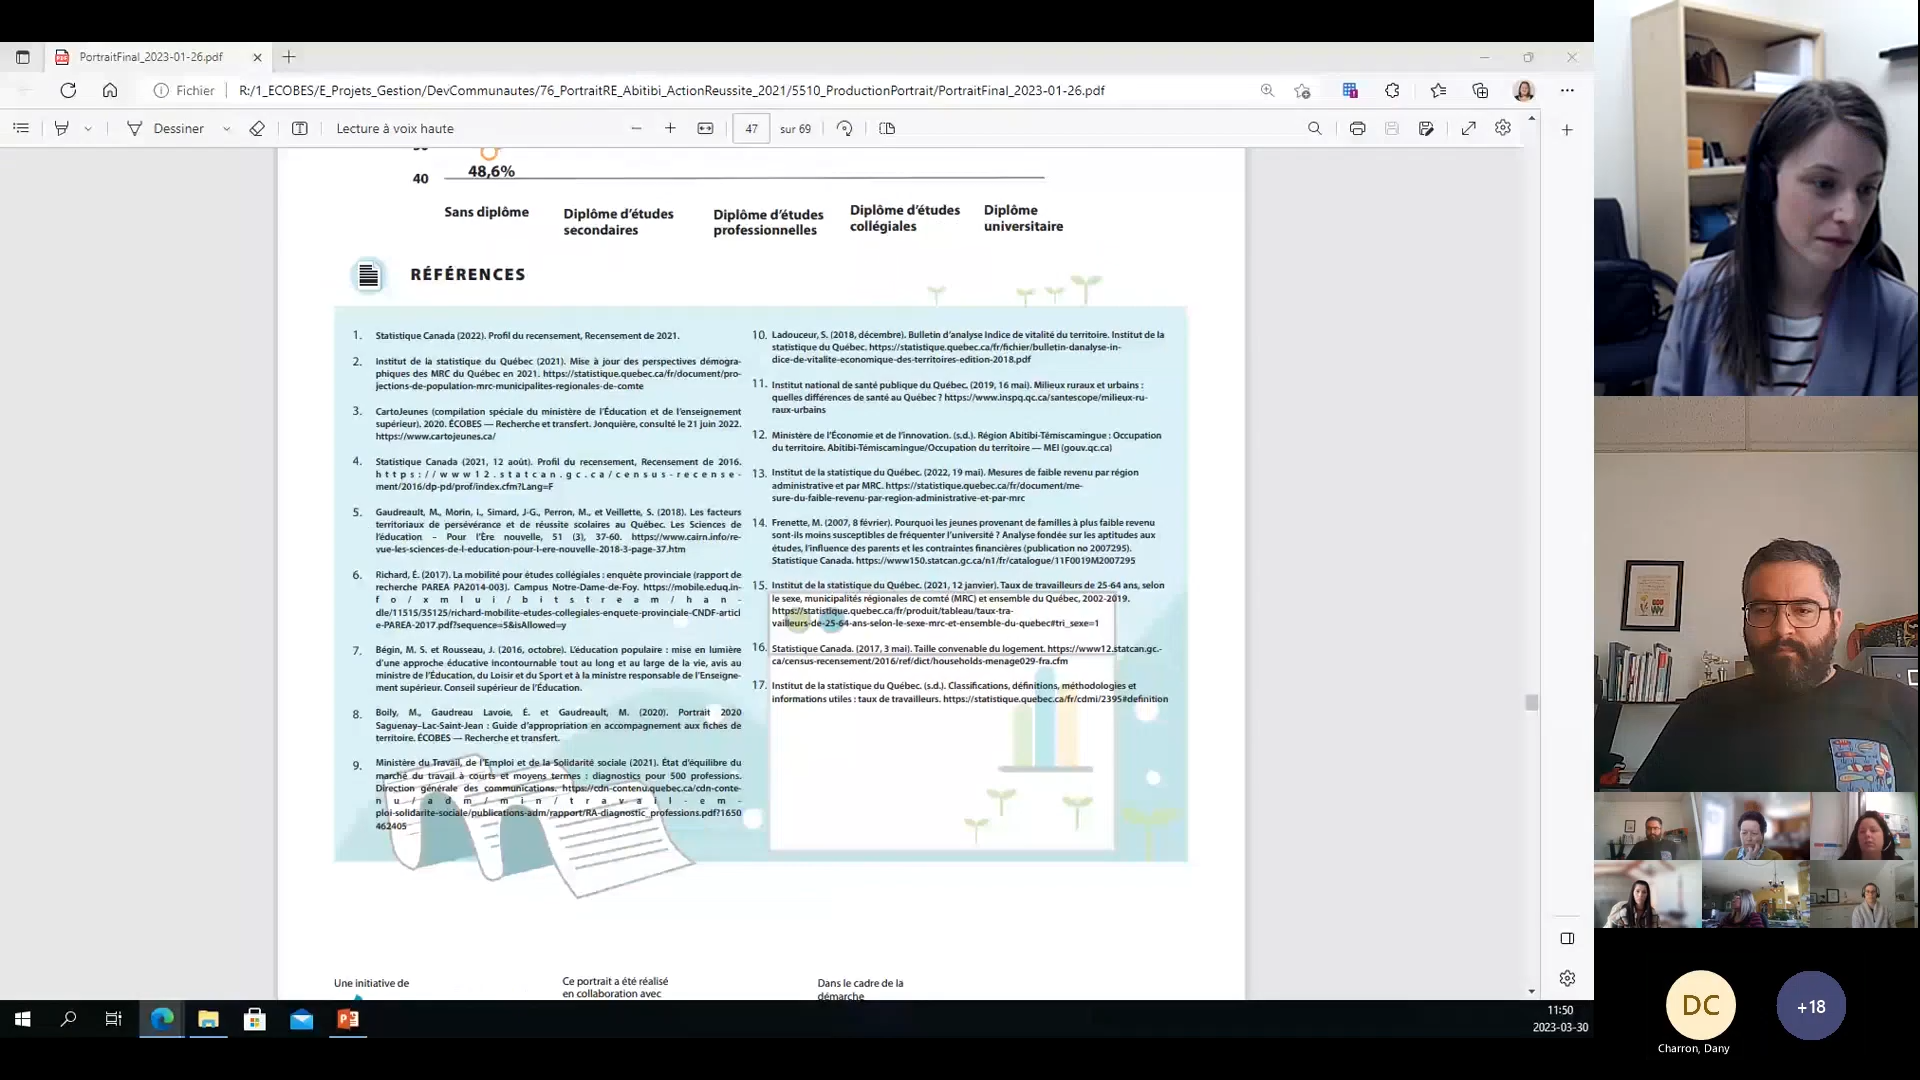 PortraitFinal_2023-01-26.pdf
Fichier
R:/1_ECOBES/E_Projets_Gestion/DevCommunautes/76_PortraitRE_Abitibi_ActionReussite_2021/5510_ProductionPortrait/PortraitFinal_2023-01-26.pdf
Dessiner
Lecture à voix haute
47
sur 69
48,6%
40
Sans diplôme
Diplôme d'études
secondaires
Diplôme d'études
professionnelles
Diplôme d'études
collégiales
Diplôme
universitaire
RÉFÉRENCES
1. Statistique Canada (2022). Profil du recensement, Recensement de 2021.
2. Institut de la statistique du Québec (2021). Mise à jour des perspectives démogra-
phiques des MRC du Québec en 2021. https://statistique.quebec.ca/fr/document/pro-
jections-de-population-mrc-municipalites-regionales-de-comte
3. CartoJeunes (compilation spéciale du ministère de l'Éducation et de l'enseignement
supérieur). 2020. ÉCOBES — Recherche et transfert. Jonquière, consulté le 21 juin 2022.
https://www.cartojeunes.ca/
4. Statistique Canada (2021, 12 août). Profil du recensement, Recensement de 2016.
https://www12.statcan.gc.ca/census-recense-
ment/2016/dp-pd/prof/index.cfm?Lang=F
5. Gaudreault, M., Morin, I., Simard, J-G., Perron, M., et Veillette, S. (2018). Les facteurs
territoriaux de persévérance et de réussite scolaires au Québec. Les Sciences de
l'éducation - Pour l'Ère nouvelle, 51 (3), 37-60. https://www.cairn.info/re-
vue-les-sciences-de-l-education-pour-l-ere-nouvelle-2018-3-page-37.htm
6. Richard, É. (2017). La mobilité pour études collégiales : enquête provinciale (rapport de
recherche PAREA PA2014-003). Campus Notre-Dame-de-Foy. https://mobile.eduq.in-
fo/xmlui/bitstream/han-
dle/11515/35125/richard-mobilite-etudes-collegiales-enquete-provinciale-CNDF-articl
e-PAREA-2017.pdf?sequence=5&isAllowed=y
7. Bégin, M. S. et Rousseau, J. (2016, octobre). L'éducation populaire : mise en lumière
d'une approche éducative incontournable tout au long et au large de la vie, avis au
ministre de l'Éducation, du Loisir et du Sport et à la ministre responsable de l'Enseigne-
ment supérieur. Conseil supérieur de l'Éducation.
8. Boily, M., Gaudreau Lavoie, É. et Gaudreault, M. (2020). Portrait 2020
Saguenay–Lac-Saint-Jean : Guide d'appropriation en accompagnement aux fiches de
territoire. ÉCOBES — Recherche et transfert.
9. Ministère du Travail, de l'Emploi et de la Solidarité sociale (2021). État d'équilibre du
marché du travail à courts et moyens termes : diagnostics pour 500 professions.
Direction générale des communications. https://cdn-contenu.quebec.ca/cdn-conte-
nu/adm/min/travail-em-
ploi-solidarite-sociale/publications-adm/rapport/RA-diagnostic_professions.pdf?1650
462405
10. Ladouceur, S. (2018, décembre). Bulletin d'analyse Indice de vitalité du territoire. Institut de la
statistique du Québec. https://statistique.quebec.ca/fr/fichier/bulletin-danalyse-in-
dice-de-vitalite-economique-des-territoires-edition-2018.pdf
11. Institut national de santé publique du Québec. (2019, 16 mai). Milieux ruraux et urbains :
quelles différences de santé au Québec ? https://www.inspq.qc.ca/santescope/milieux-ru-
raux-urbains
12. Ministère de l'Économie et de l'innovation. (s.d.). Région Abitibi-Témiscamingue : Occupation
du territoire. Abitibi-Témiscamingue/Occupation du territoire — MEI (gouv.qc.ca)
13. Institut de la statistique du Québec. (2022, 19 mai). Mesures de faible revenu par région
administrative et par MRC. https://statistique.quebec.ca/fr/document/me-
sure-du-faible-revenu-par-region-administrative-et-par-mrc
14. Frenette, M. (2007, 8 février). Pourquoi les jeunes provenant de familles à plus faible revenu
sont-ils moins susceptibles de fréquenter l'université ? Analyse fondée sur les aptitudes aux
études, l'influence des parents et les contraintes financières (publication no 2007295).
Statistique Canada. https://www150.statcan.gc.ca/n1/fr/catalogue/11F0019M2007295
15. Institut de la statistique du Québec. (2021, 12 janvier). Taux de travailleurs de 25-64 ans, selon
le sexe, municipalités régionales de comté (MRC) et ensemble du Québec, 2002-2019.
https://statistique.quebec.ca/fr/produit/tableau/taux-tra-
vailleurs-de-25-64-ans-selon-le-sexe-mrc-et-ensemble-du-quebec#tri_sexe=1
16. Statistique Canada. (2017, 3 mai). Taille convenable du logement. https://www12.statcan.gc.-
ca/census-recensement/2016/ref/dict/households-menage029-fra.cfm
17. Institut de la statistique du Québec. (s.d.). Classifications, définitions, méthodologies et
informations utiles : taux de travailleurs. https://statistique.quebec.ca/fr/cdmi/2395#definition
Une initiative de
Ce portrait a été réalisé
en collaboration avec
Dans le cadre de la
démarche
11:50
2023-03-30
DC
+18
Charron, Dany